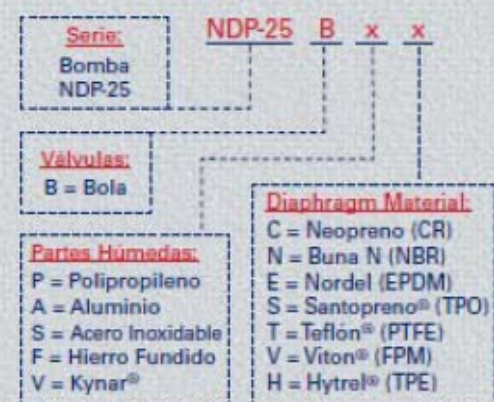 Serie:
Bomba
NDP-25
NDP-25 B x x
Válvulas:
B = Bola
Partes Húmedas:
P = Polipropileno
A = Aluminio
S = Acero Inoxidable
F = Hierro Fundido
V = Kynar®
Diaphragm Material:
C = Neopreno (CR)
N = Buna N (NBR)
E = Nordel (EPDM)
S = Santopreno® (TPO)
T = Teflón® (PTFE)
V = Viton® (FPM)
H = Hytrel® (TPE)